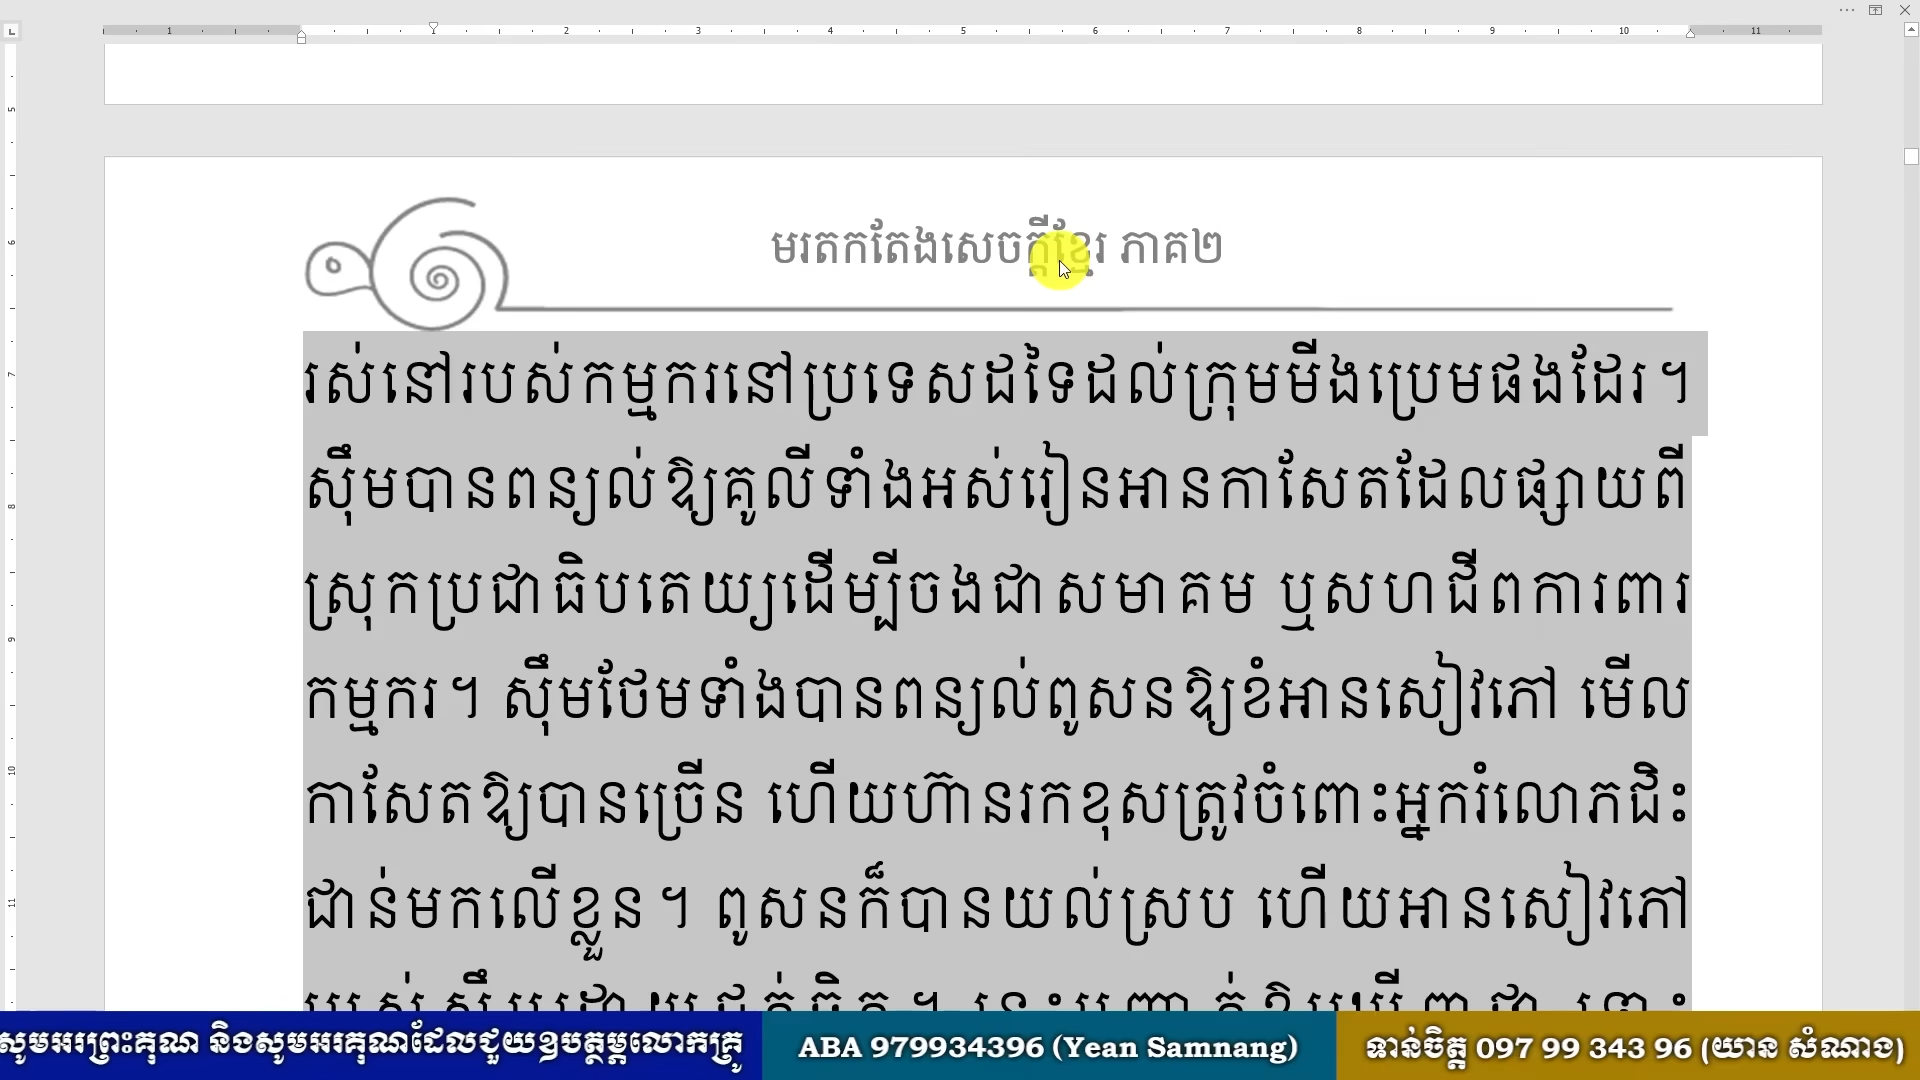 មរតកតែងសេចក្តីខ្មែរ ភាគ២
រស់នៅរបស់កម្មករនៅប្រទេសដទៃដល់ក្រុមមីងប្រេមផងដែរ។
ស៊ឹមបានពន្យល់ឱ្យគូលីទាំងអស់រៀនអានកាសែតដែលផ្សាយពី
ស្រុកប្រជាធិបតេយ្យដើម្បីចងជាសមាគម ឬសហជីពការពារ
កម្មករ។ ស៊ឹមថែមទាំងបានពន្យល់ពូសនឱ្យខំអានសៀវភៅ មើល
កាសែតឱ្យបានច្រើន ហើយហ៊ានរកខុសត្រូវចំពោះអ្នករំលោភជិះ
ជាន់មកលើខ្លួន។ ពូសនក៏បានយល់ស្រប ហើយអានសៀវភៅ
សូមអរព្រះគុណ និងសូមអរគុណដែលជួយឧបត្ថម្ភលោកគ្រូ
ABA 979934396 (Yean Samnang)
ទាន់ចិត្ត 097 99 343 96 (យាន សំណាង)